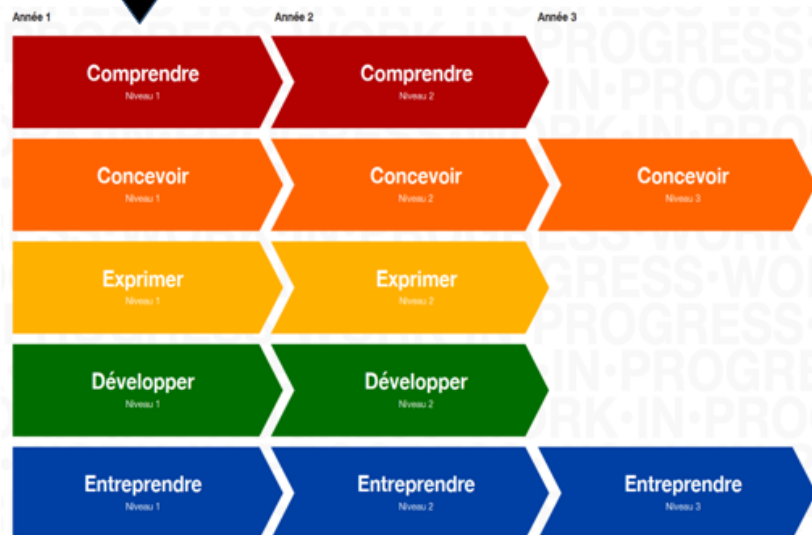 Année 1 Année 2 Année 3
Comprendre Comprendre
Niveau 1 Niveau 2
Concevoir Concevoir Concevoir
Niveau 1 Niveau 2 Niveau 3
Exprimer Exprimer
Niveau 1 Niveau 2
Développer Développer
Niveau 1 Niveau 2
Entreprendre Entreprendre Entreprendre
Niveau 1 Niveau 2 Niveau 3